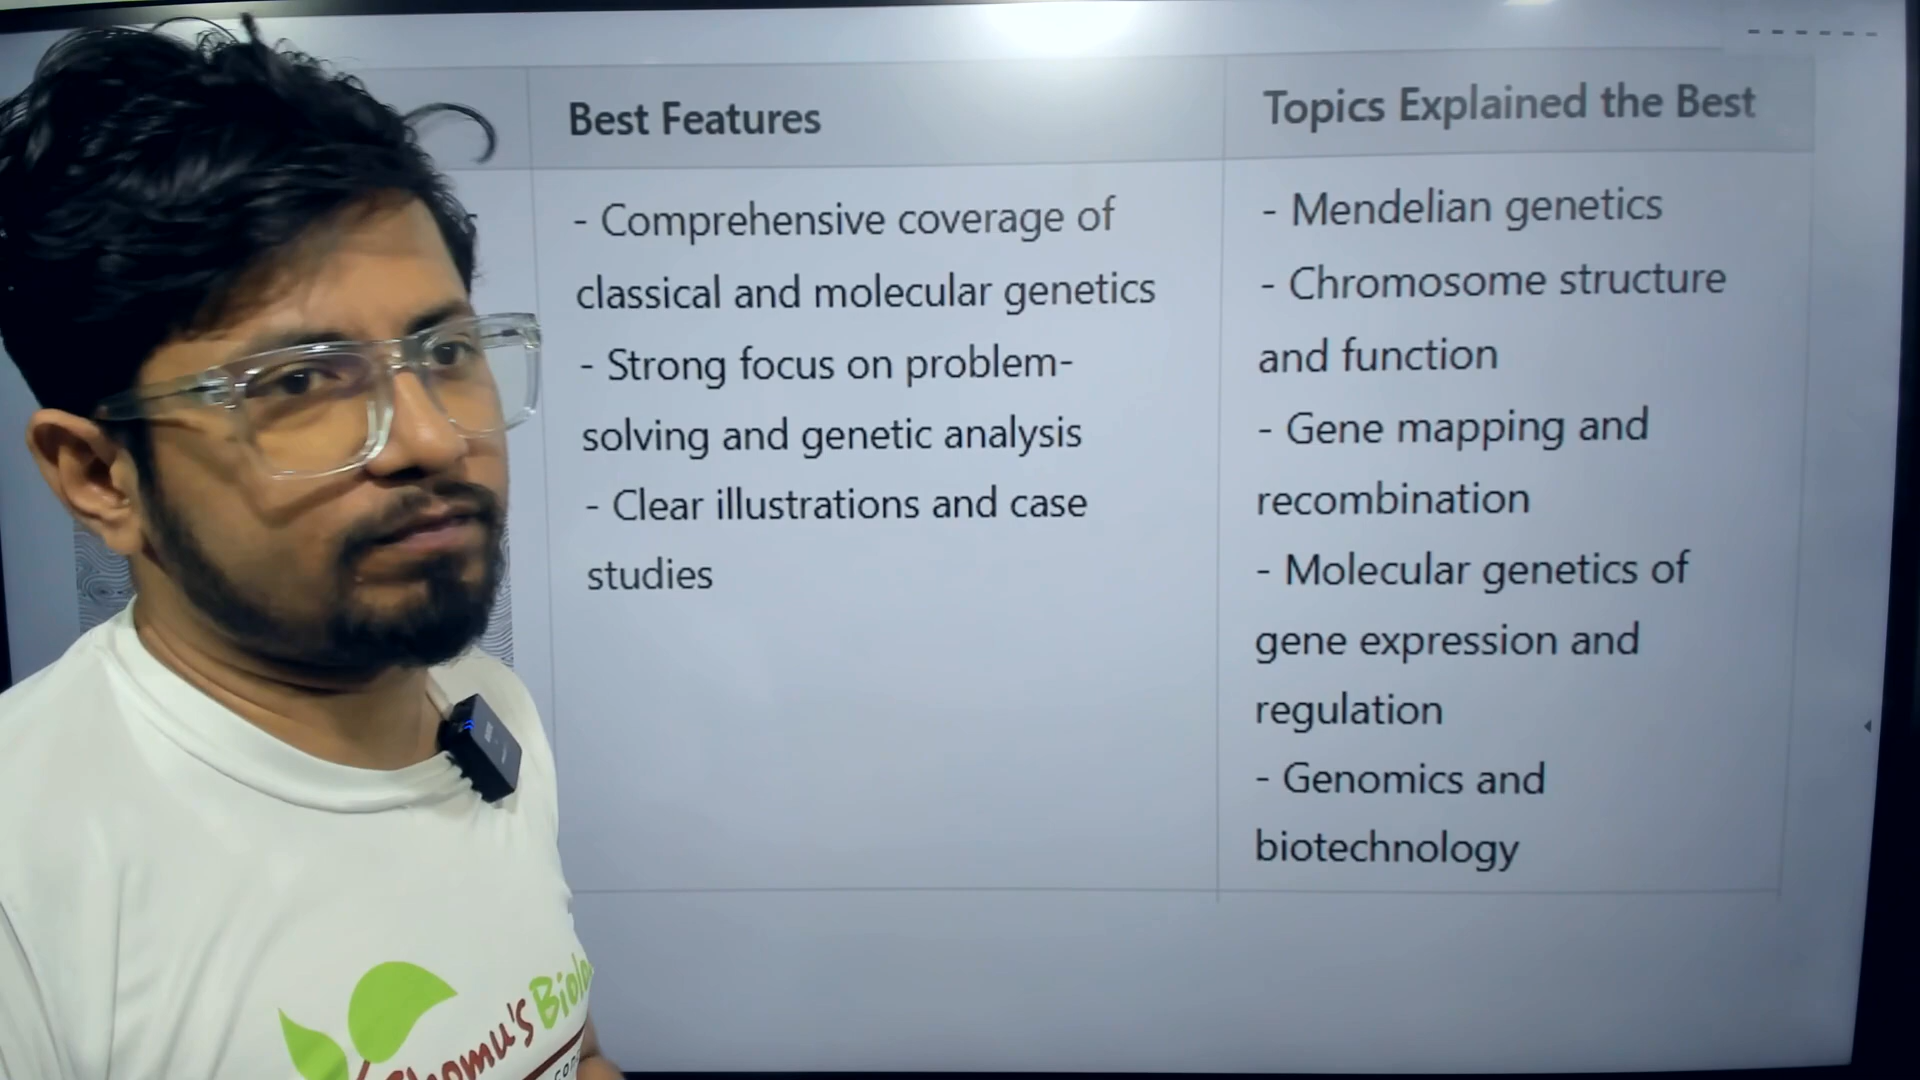 Best Features
- Comprehensive coverage of
classical and molecular genetics
- Strong focus on problem-
solving and genetic analysis
- Clear illustrations and case
studies
Topics Explained the Best
- Mendelian genetics
- Chromosome structure
and function
- Gene mapping and
recombination
- Molecular genetics of
gene expression and
regulation
- Genomics and
biotechnology